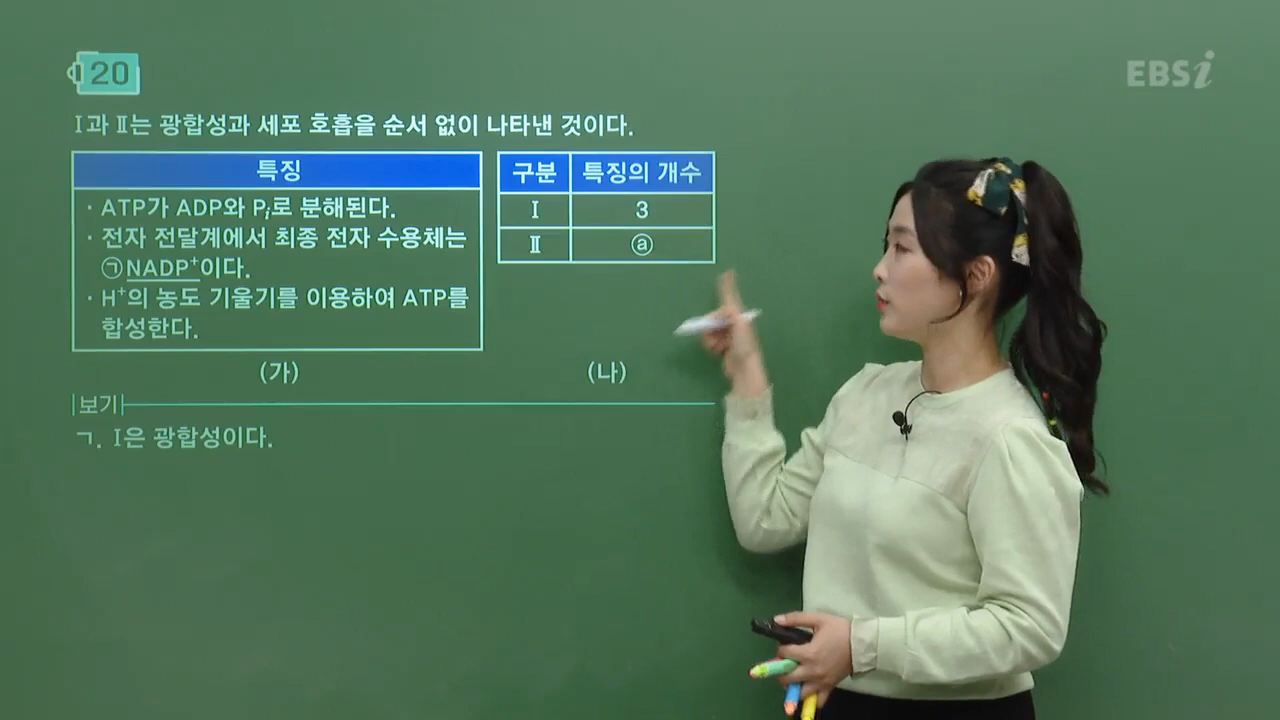 20
EBSi
Ⅰ과 Ⅱ는 광합성과 세포 호흡을 순서 없이 나타낸 것이다.
특징
· ATP가 ADP와 Pᵢ로 분해된다.
· 전자 전달계에서 최종 전자 수용체는
㉠NADP⁺이다.
· H⁺의 농도 기울기를 이용하여 ATP를
합성한다.
(가)
구분 특징의 개수
Ⅰ 3
Ⅱ ⓐ
(나)
보기
ㄱ. Ⅰ은 광합성이다.